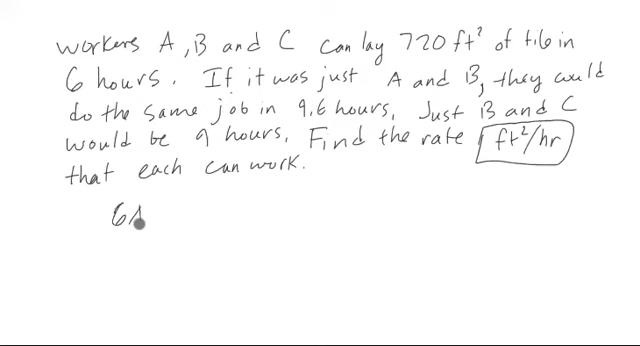 workers A, B and C can lay 720 ft² of tile in
6 hours. If it was just A and B, they could
do the same job in 9.6 hours. Just B and C
would be 9 hours. Find the rate ft²/hr
that each can work.
6A